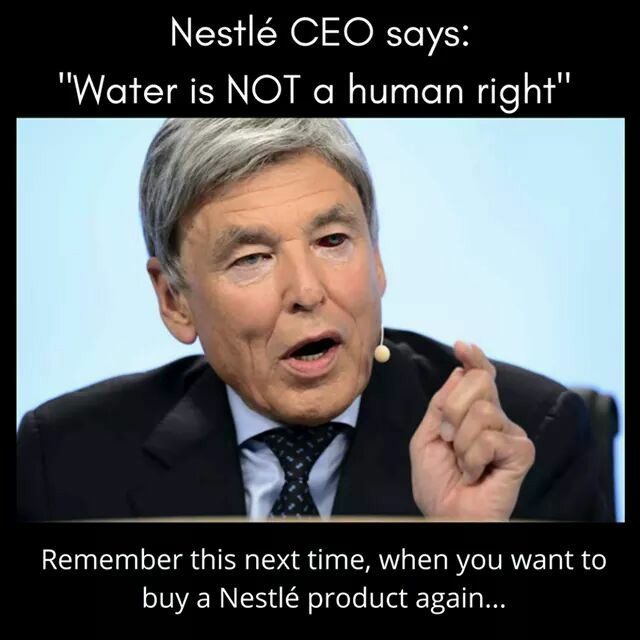 Nestlé CEO says:
"Water is NOT a human right"
Remember this next time, when you want to
buy a Nestlé product again...